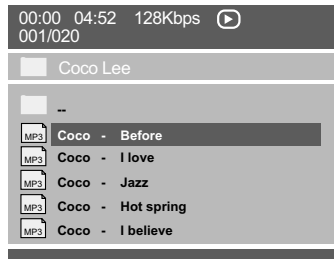 00:00 04:52 128Kbps
001/020
Coco Lee
--
MP3 Coco - Before
MP3 Coco - I love
MP3 Coco - Jazz
MP3 Coco - Hot spring
MP3 Coco - I believe